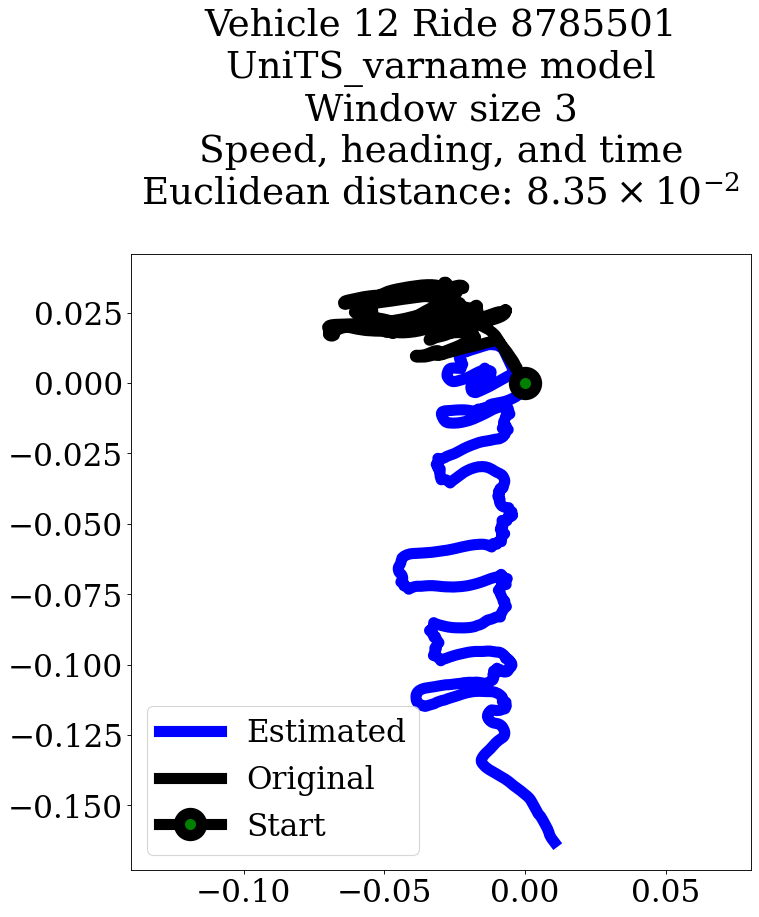 Vehicle 12 Ride 8785501
UniTS_varname model
Window size 3
Speed, heading, and time
Euclidean distance: 8.35 × 10⁻²
0.025
0.000
−0.025
−0.050
−0.075
−0.100
−0.125
−0.150
Estimated
Original
Start
−0.10 −0.05 0.00 0.05